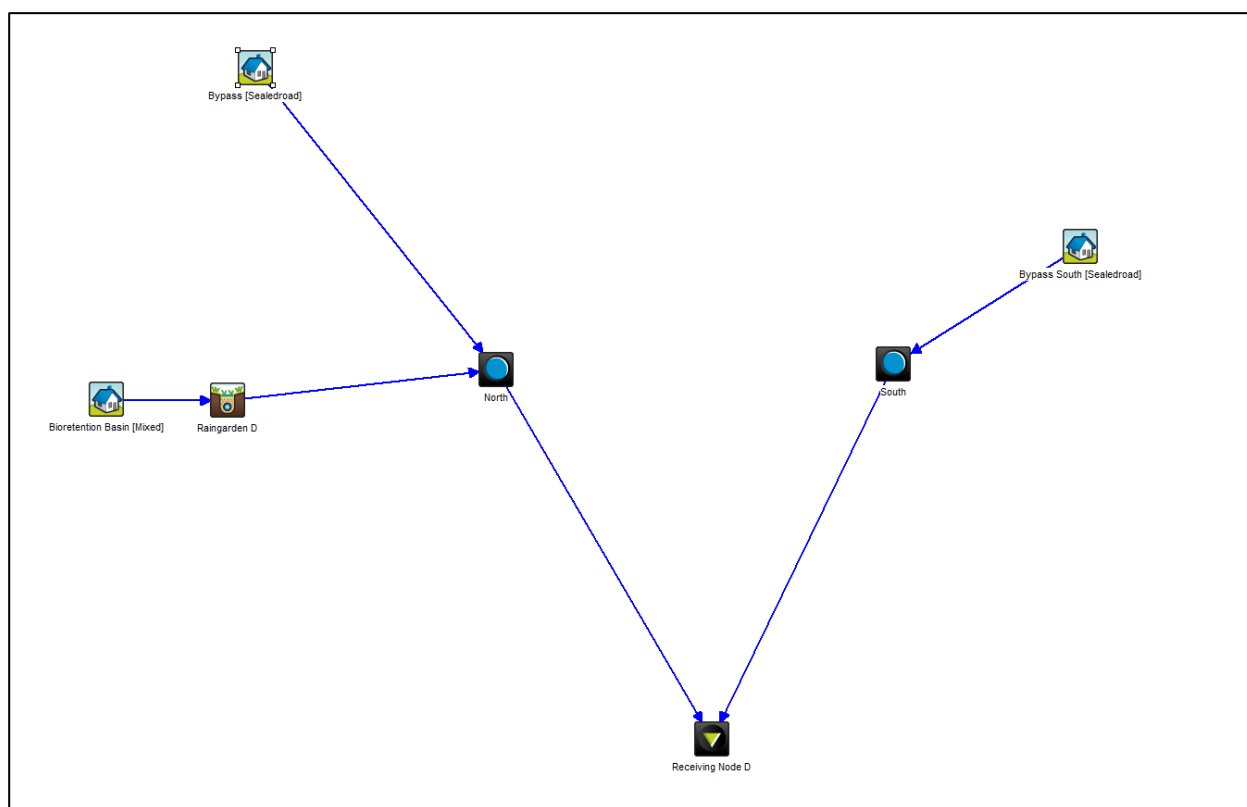 Bypass [Sealedroad]
Bypass South [Sealedroad]
North
South
Bioretention Basin [Mixed]
Raingarden D
Receiving Node D